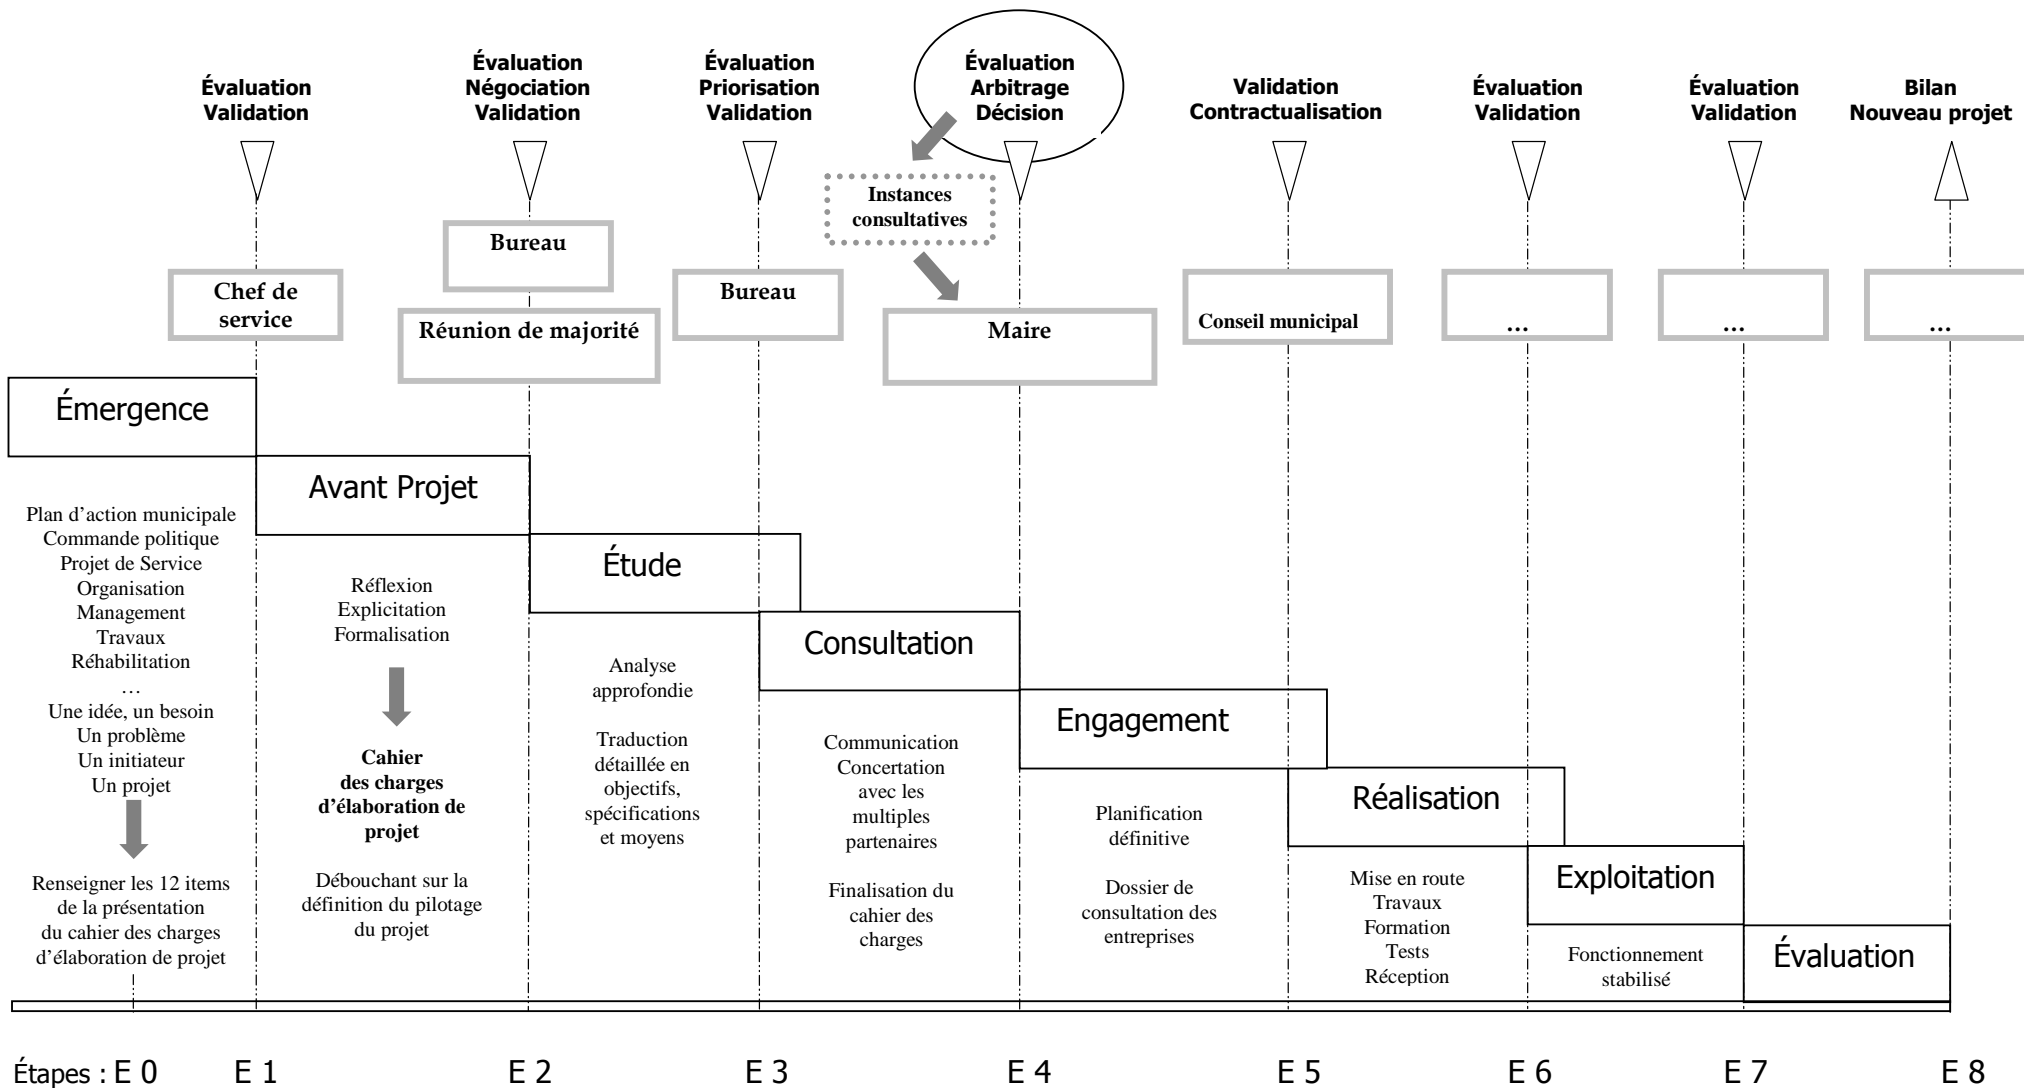 Évaluation
Validation
Évaluation
Négociation
Validation
Évaluation
Priorisation
Validation
Évaluation
Arbitrage
Décision
Validation
Contractualisation
Évaluation
Validation
Évaluation
Validation
Bilan
Nouveau projet
Instances
consultatives
Chef de
service
Bureau
Réunion de majorité
Bureau
Maire
Conseil municipal
...
...
...
Émergence
Plan d’action municipale
Commande politique
Projet de Service
Organisation
Management
Travaux
Réhabilitation
…
Une idée, un besoin
Un problème
Un initiateur
Un projet
Renseigner les 12 items
de la présentation
du cahier des charges
d’élaboration de projet
Avant Projet
Réflexion
Explicitation
Formalisation
Cahier
des charges
d’élaboration de
projet
Débouchant sur la
définition du pilotage
du projet
Étude
Analyse
approfondie
Traduction
détaillée en
objectifs,
spécifications
et moyens
Consultation
Communication
Concertation
avec les
multiples
partenaires
Finalisation du
cahier des
charges
Engagement
Planification
définitive
Dossier de
consultation des
entreprises
Réalisation
Mise en route
Travaux
Formation
Tests
Réception
Exploitation
Fonctionnement
stabilisé
Évaluation
Étapes : E 0 E 1 E 2 E 3 E 4 E 5 E 6 E 7 E 8